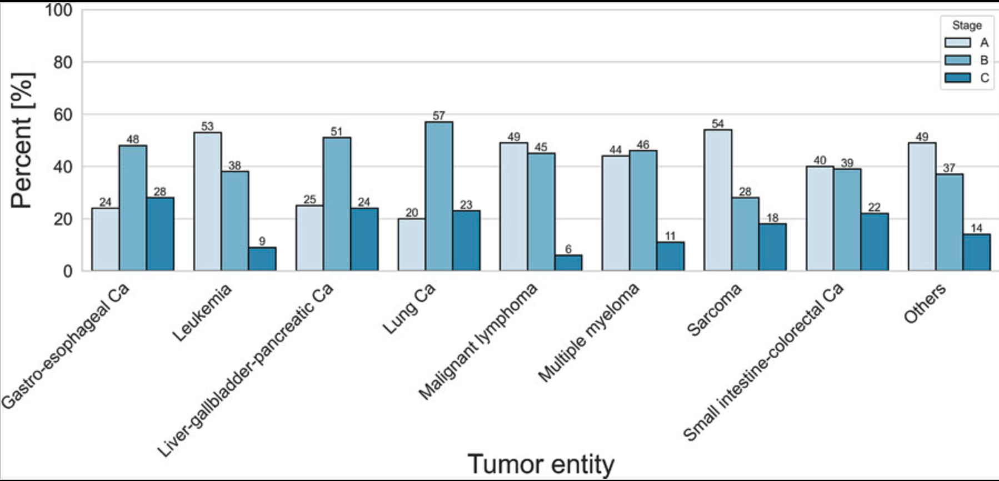 100
80
60
40
20
0
Percent [%]
Stage
A
B
C
24 48 28
53 38 9
25 51 24
20 57 23
49 45 6
44 46 11
54 28 18
40 39 22
49 37 14
Gastro-esophageal Ca
Leukemia
Liver-gallbladder-pancreatic Ca
Lung Ca
Malignant lymphoma
Multiple myeloma
Sarcoma
Small intestine-colorectal Ca
Others
Tumor entity